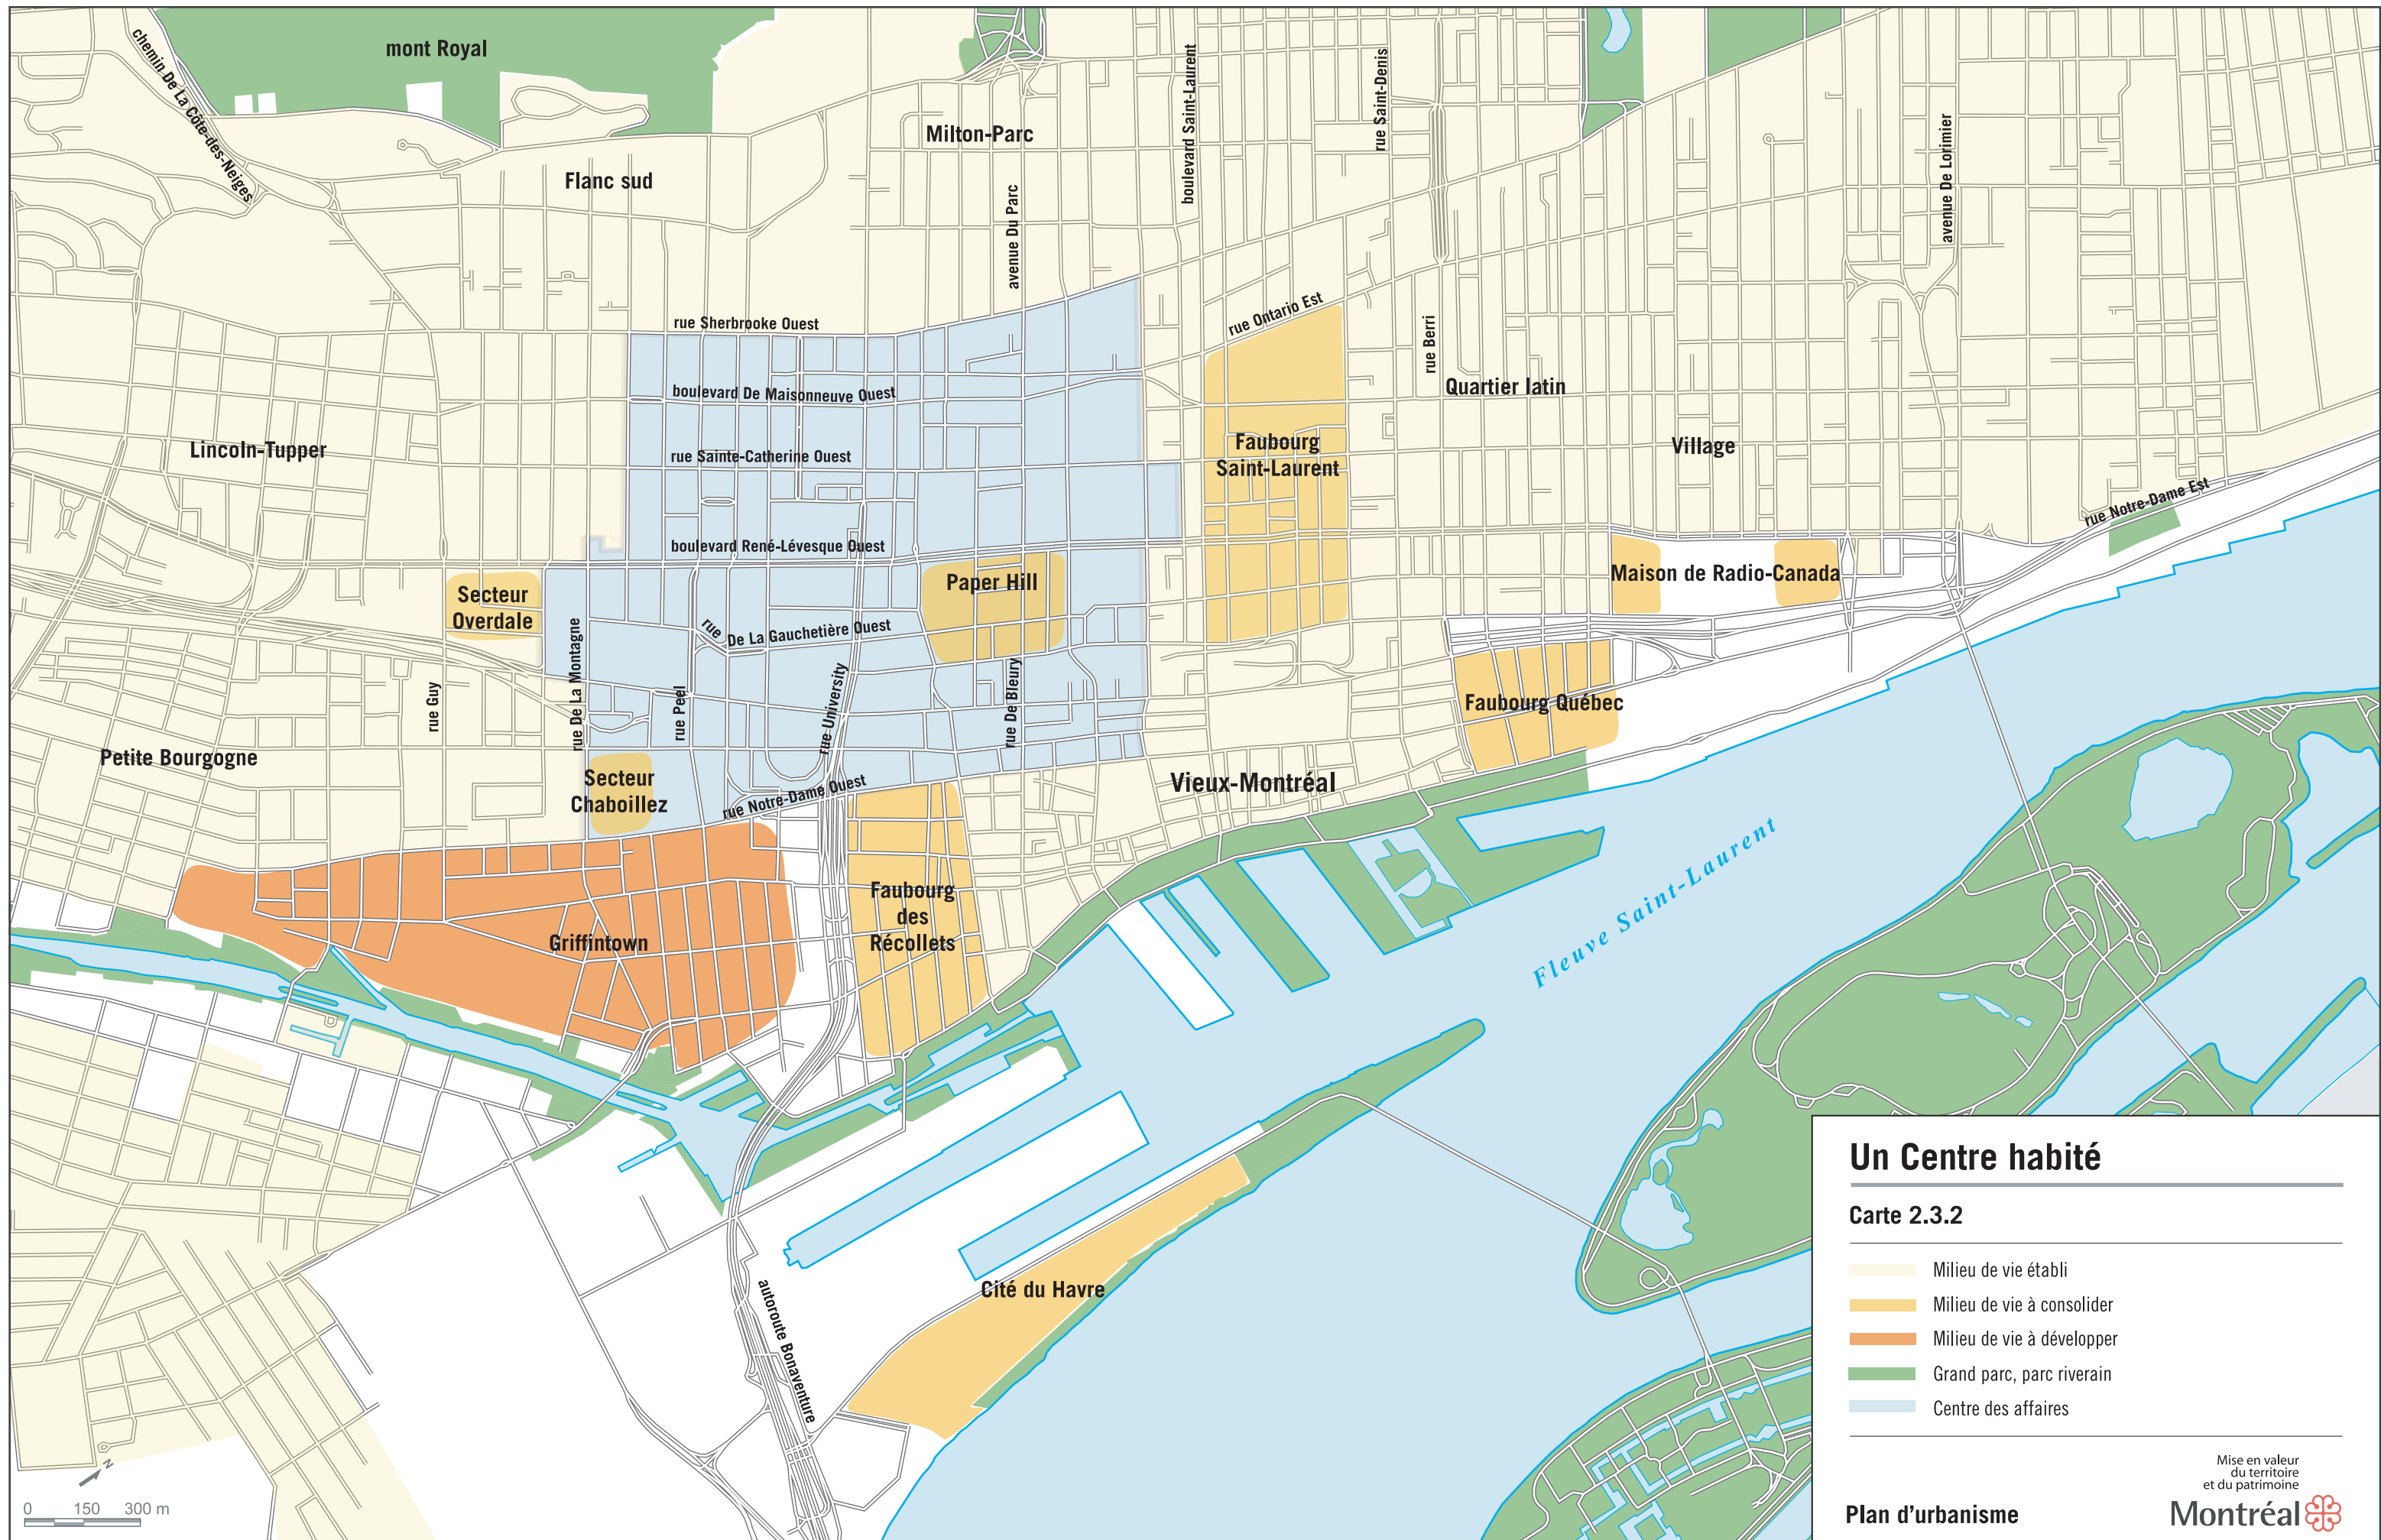 mont Royal
chemin De La Côte-des-Neiges
Flanc sud
Milton-Parc
avenue Du Parc
boulevard Saint-Laurent
rue Saint-Denis
avenue De Lorimier
rue Sherbrooke Ouest
rue Ontario Est
rue Berri
boulevard De Maisonneuve Ouest
Quartier latin
Lincoln-Tupper
rue Sainte-Catherine Ouest
Faubourg
Saint-Laurent
Village
rue Notre-Dame Est
boulevard René-Lévesque Ouest
Paper Hill
Maison de Radio-Canada
Secteur
Overdale
rue De La Gauchetière Ouest
rue De La Montagne
rue Guy
rue Peel
rue University
rue De Bleury
Faubourg Québec
Petite Bourgogne
Secteur
Chaboillez
rue Notre-Dame Ouest
Vieux-Montréal
Fleuve Saint-Laurent
Faubourg
des
Récollets
Griffintown
Cité du Havre
autoroute Bonaventure
N
0 150 300 m
Un Centre habité
Carte 2.3.2
Milieu de vie établi
Milieu de vie à consolider
Milieu de vie à développer
Grand parc, parc riverain
Centre des affaires
Mise en valeur
du territoire
et du patrimoine
Plan d'urbanisme
Montréal